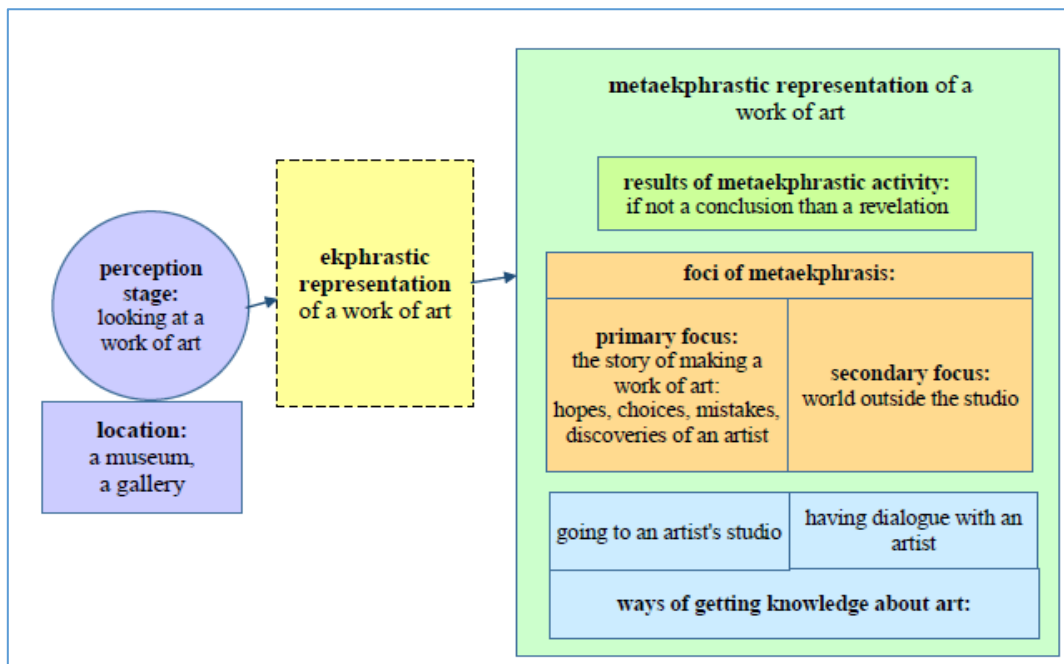 perception
stage:
looking at a
work of art
location:
a museum,
a gallery
ekphrastic
representation
of a work of art
metaekphrastic representation of a
work of art
results of metaekphrastic activity:
if not a conclusion than a revelation
foci of metaekphrasis:
primary focus:
the story of making a
work of art:
hopes, choices, mistakes,
discoveries of an artist
secondary focus:
world outside the studio
going to an artist's studio
having dialogue with an
artist
ways of getting knowledge about art: